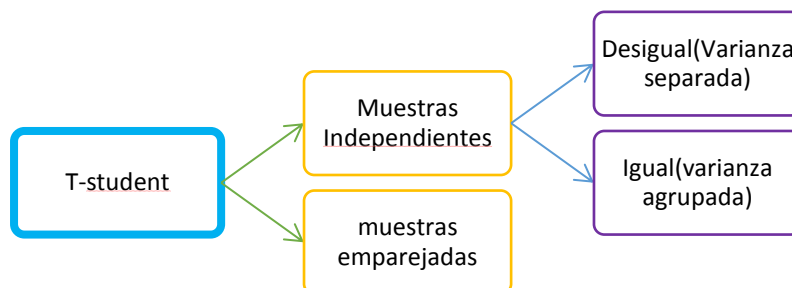 T-student
Muestras
Independientes
muestras
emparejadas
Desigual(Varianza
separada)
Igual(varianza
agrupada)